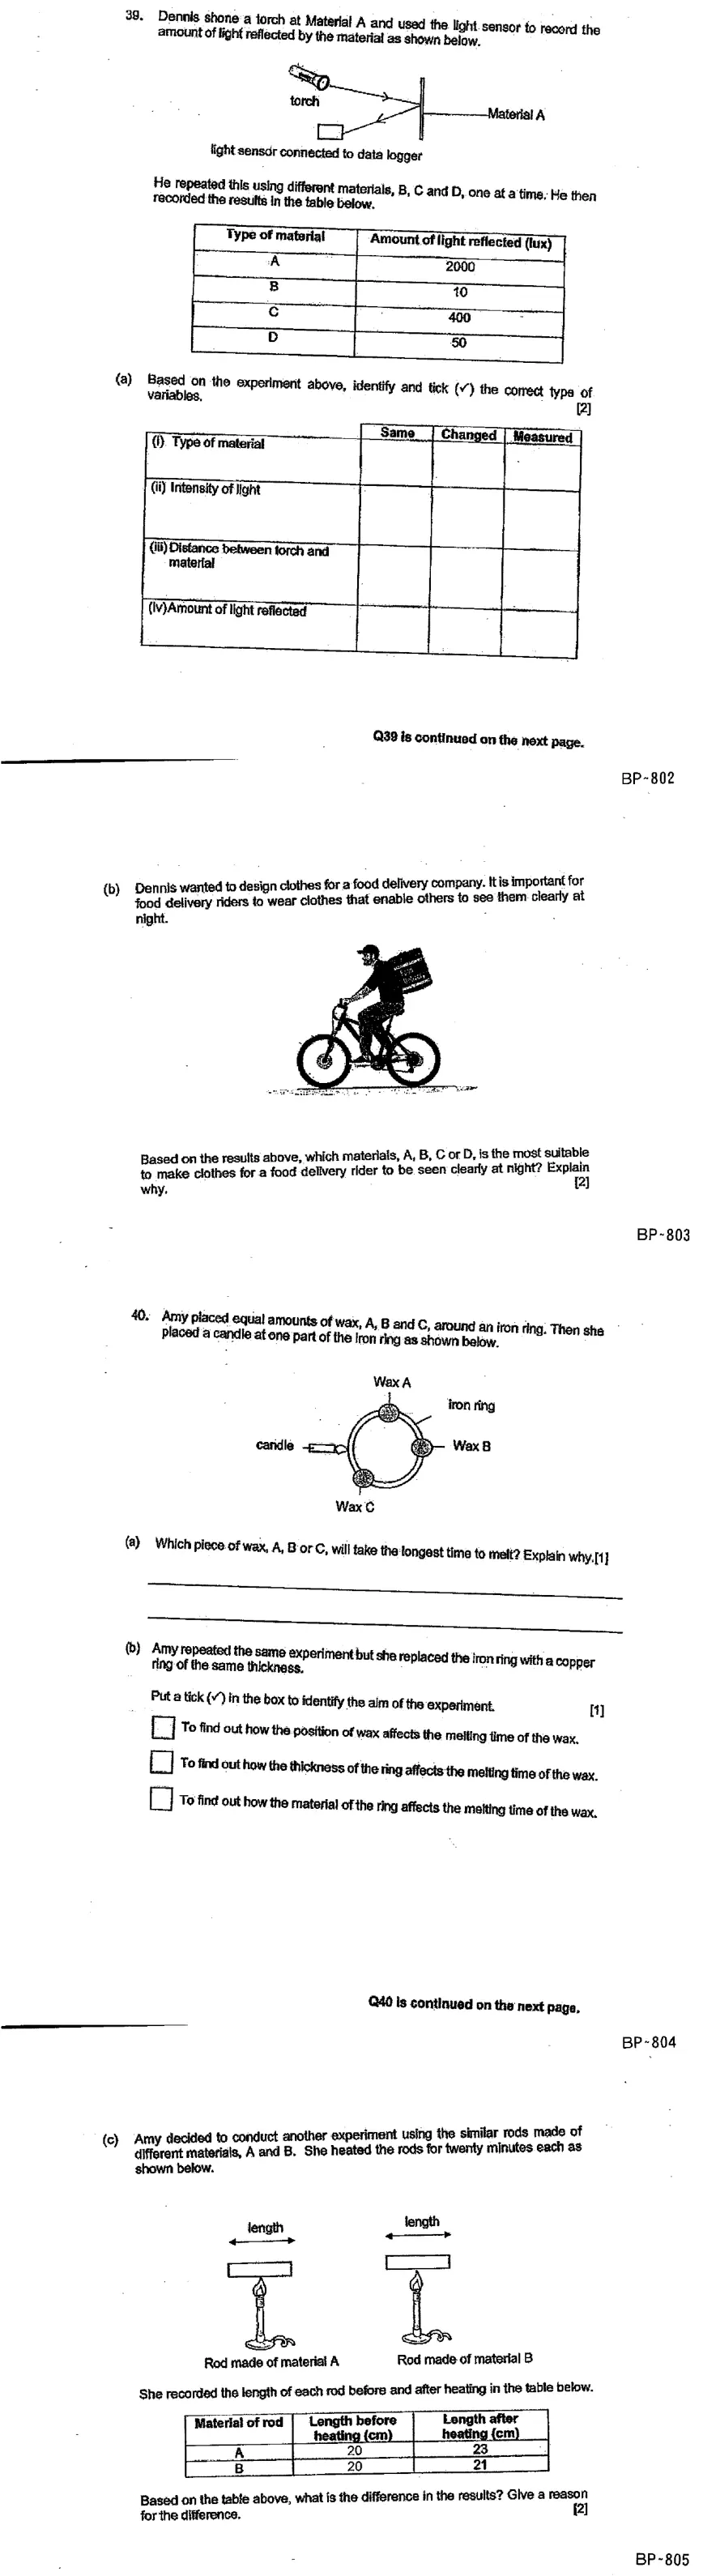 39. Dennis shone a torch at Material A and used the light sensor to record the
amount of light reflected by the material as shown below.
torch
Material A
light sensor connected to data logger
He repeated this using different materials, B, C and D, one at a time. He then
recorded the results in the table below.
Type of material Amount of light reflected (lux)
A 2000
B 10
C 400
D 50
(a) Based on the experiment above, identify and tick (✓) the correct type of
variables. [2]
Same Changed Measured
(i) Type of material
(ii) Intensity of light
(iii) Distance between torch and
material
(iv) Amount of light reflected
Q39 is continued on the next page.
BP-802
(b) Dennis wanted to design clothes for a food delivery company. It is important for
food delivery riders to wear clothes that enable others to see them clearly at
night.
Based on the results above, which materials, A, B, C or D, is the most suitable
to make clothes for a food delivery rider to be seen clearly at night? Explain
why. [2]
BP-803
40. Amy placed equal amounts of wax, A, B and C, around an iron ring. Then she
placed a candle at one part of the iron ring as shown below.
Wax A
iron ring
candle
Wax B
Wax C
(a) Which piece of wax, A, B or C, will take the longest time to melt? Explain why.[1]
(b) Amy repeated the same experiment but she replaced the iron ring with a copper
ring of the same thickness.
Put a tick (✓) in the box to identify the aim of the experiment. [1]
To find out how the position of wax affects the melting time of the wax.
To find out how the thickness of the ring affects the melting time of the wax.
To find out how the material of the ring affects the melting time of the wax.
Q40 is continued on the next page.
BP-804
(c) Amy decided to conduct another experiment using the similar rods made of
different materials, A and B. She heated the rods for twenty minutes each as
shown below.
length length
Rod made of material A Rod made of material B
She recorded the length of each rod before and after heating in the table below.
Material of rod Length before heating (cm) Length after heating (cm)
A 20 23
B 20 21
Based on the table above, what is the difference in the results? Give a reason
for the difference. [2]
BP-805